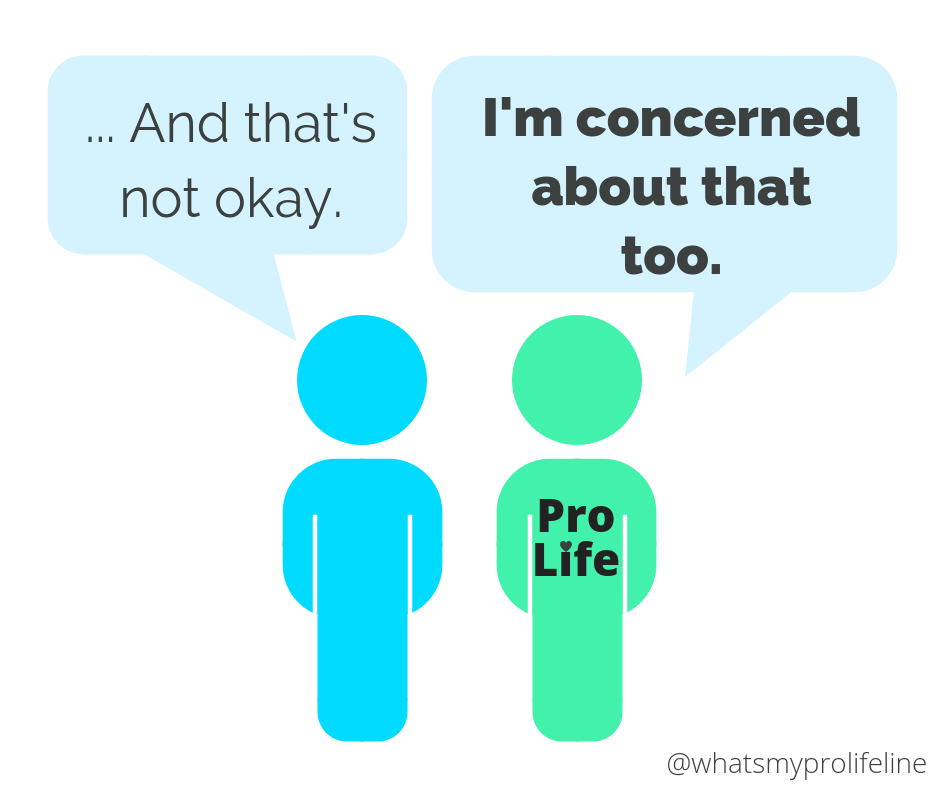 ... And that's
not okay.
I'm concerned
about that
too.
Pro
Life
@whatsmyprolifeline